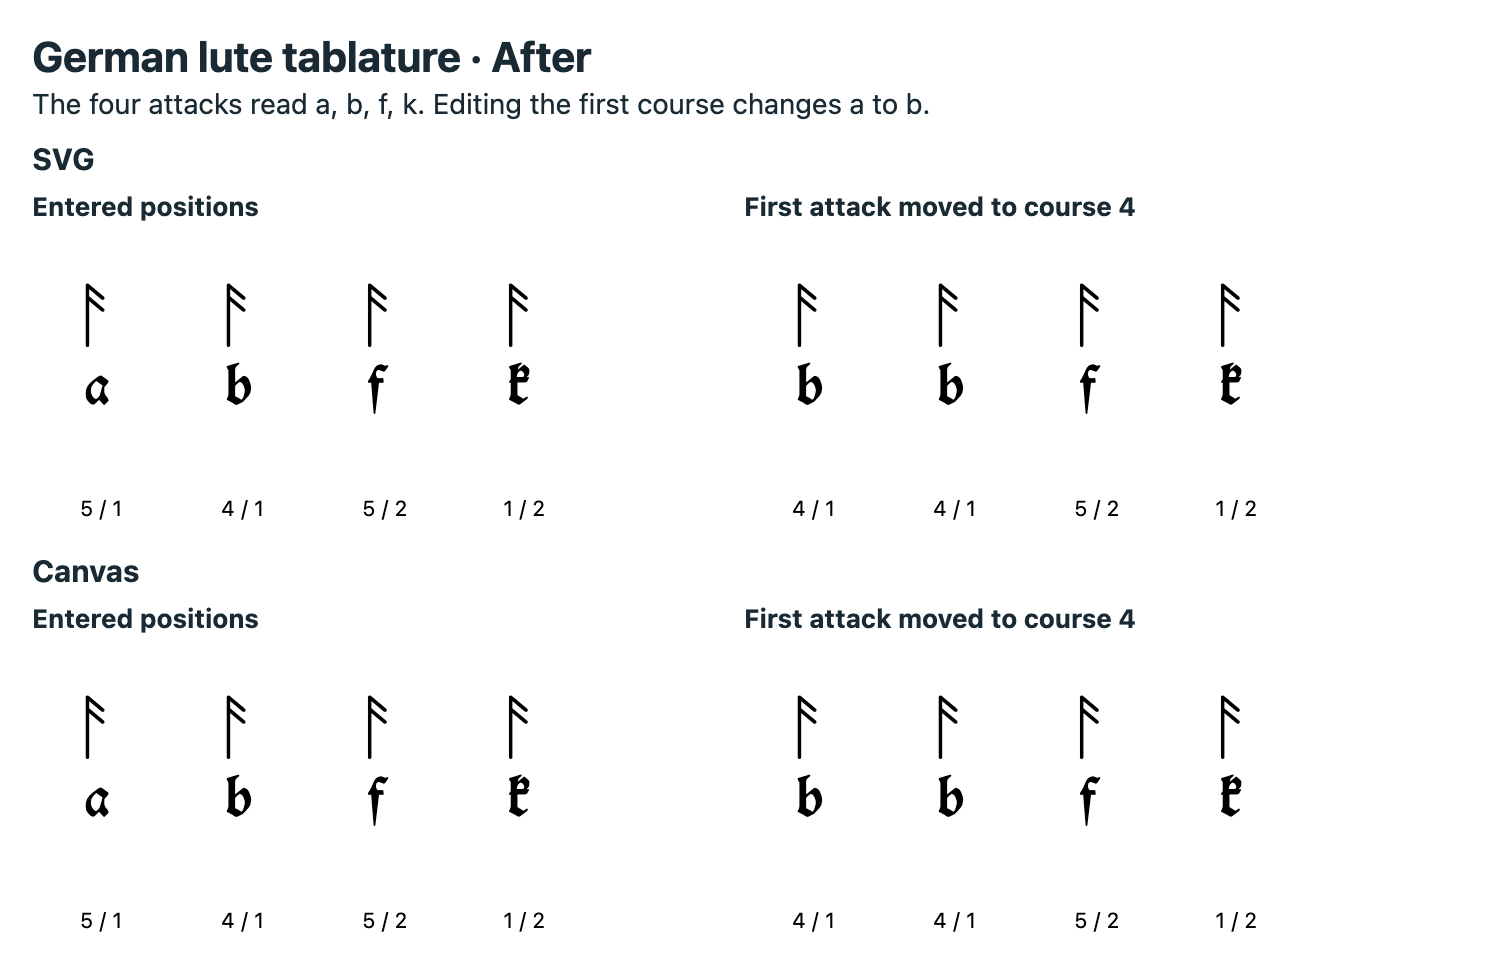 German lute tablature · After
The four attacks read a, b, f, k. Editing the first course changes a to b.
SVG
Entered positions
a b f k
5 / 1 4 / 1 5 / 2 1 / 2
First attack moved to course 4
b b f k
4 / 1 4 / 1 5 / 2 1 / 2
Canvas
Entered positions
a b f k
5 / 1 4 / 1 5 / 2 1 / 2
First attack moved to course 4
b b f k
4 / 1 4 / 1 5 / 2 1 / 2